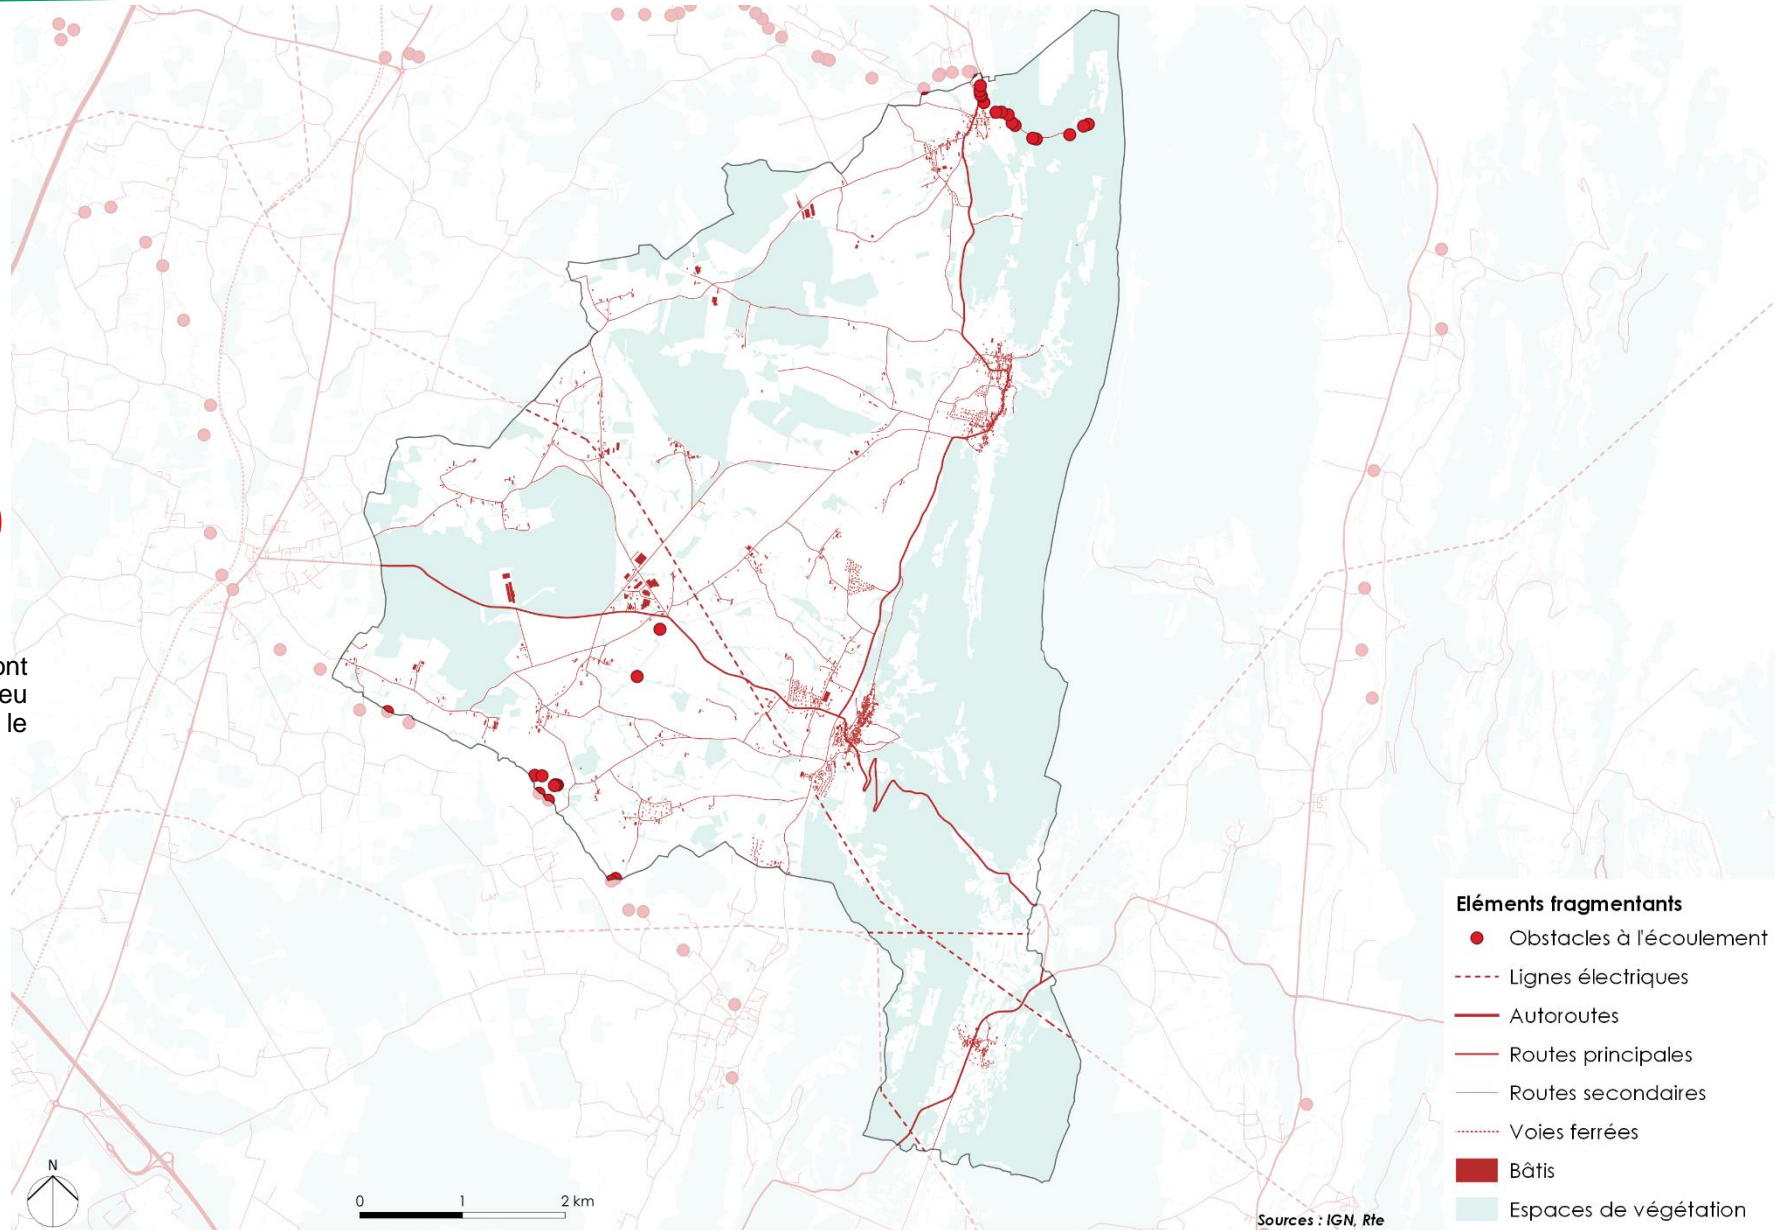 ont
eu
le
Eléments fragmentants
Obstacles à l'écoulement
Lignes électriques
Autoroutes
Routes principales
Routes secondaires
Voies ferrées
Bâtis
Espaces de végétation
N
0 1 2 km
Sources : IGN, Rte